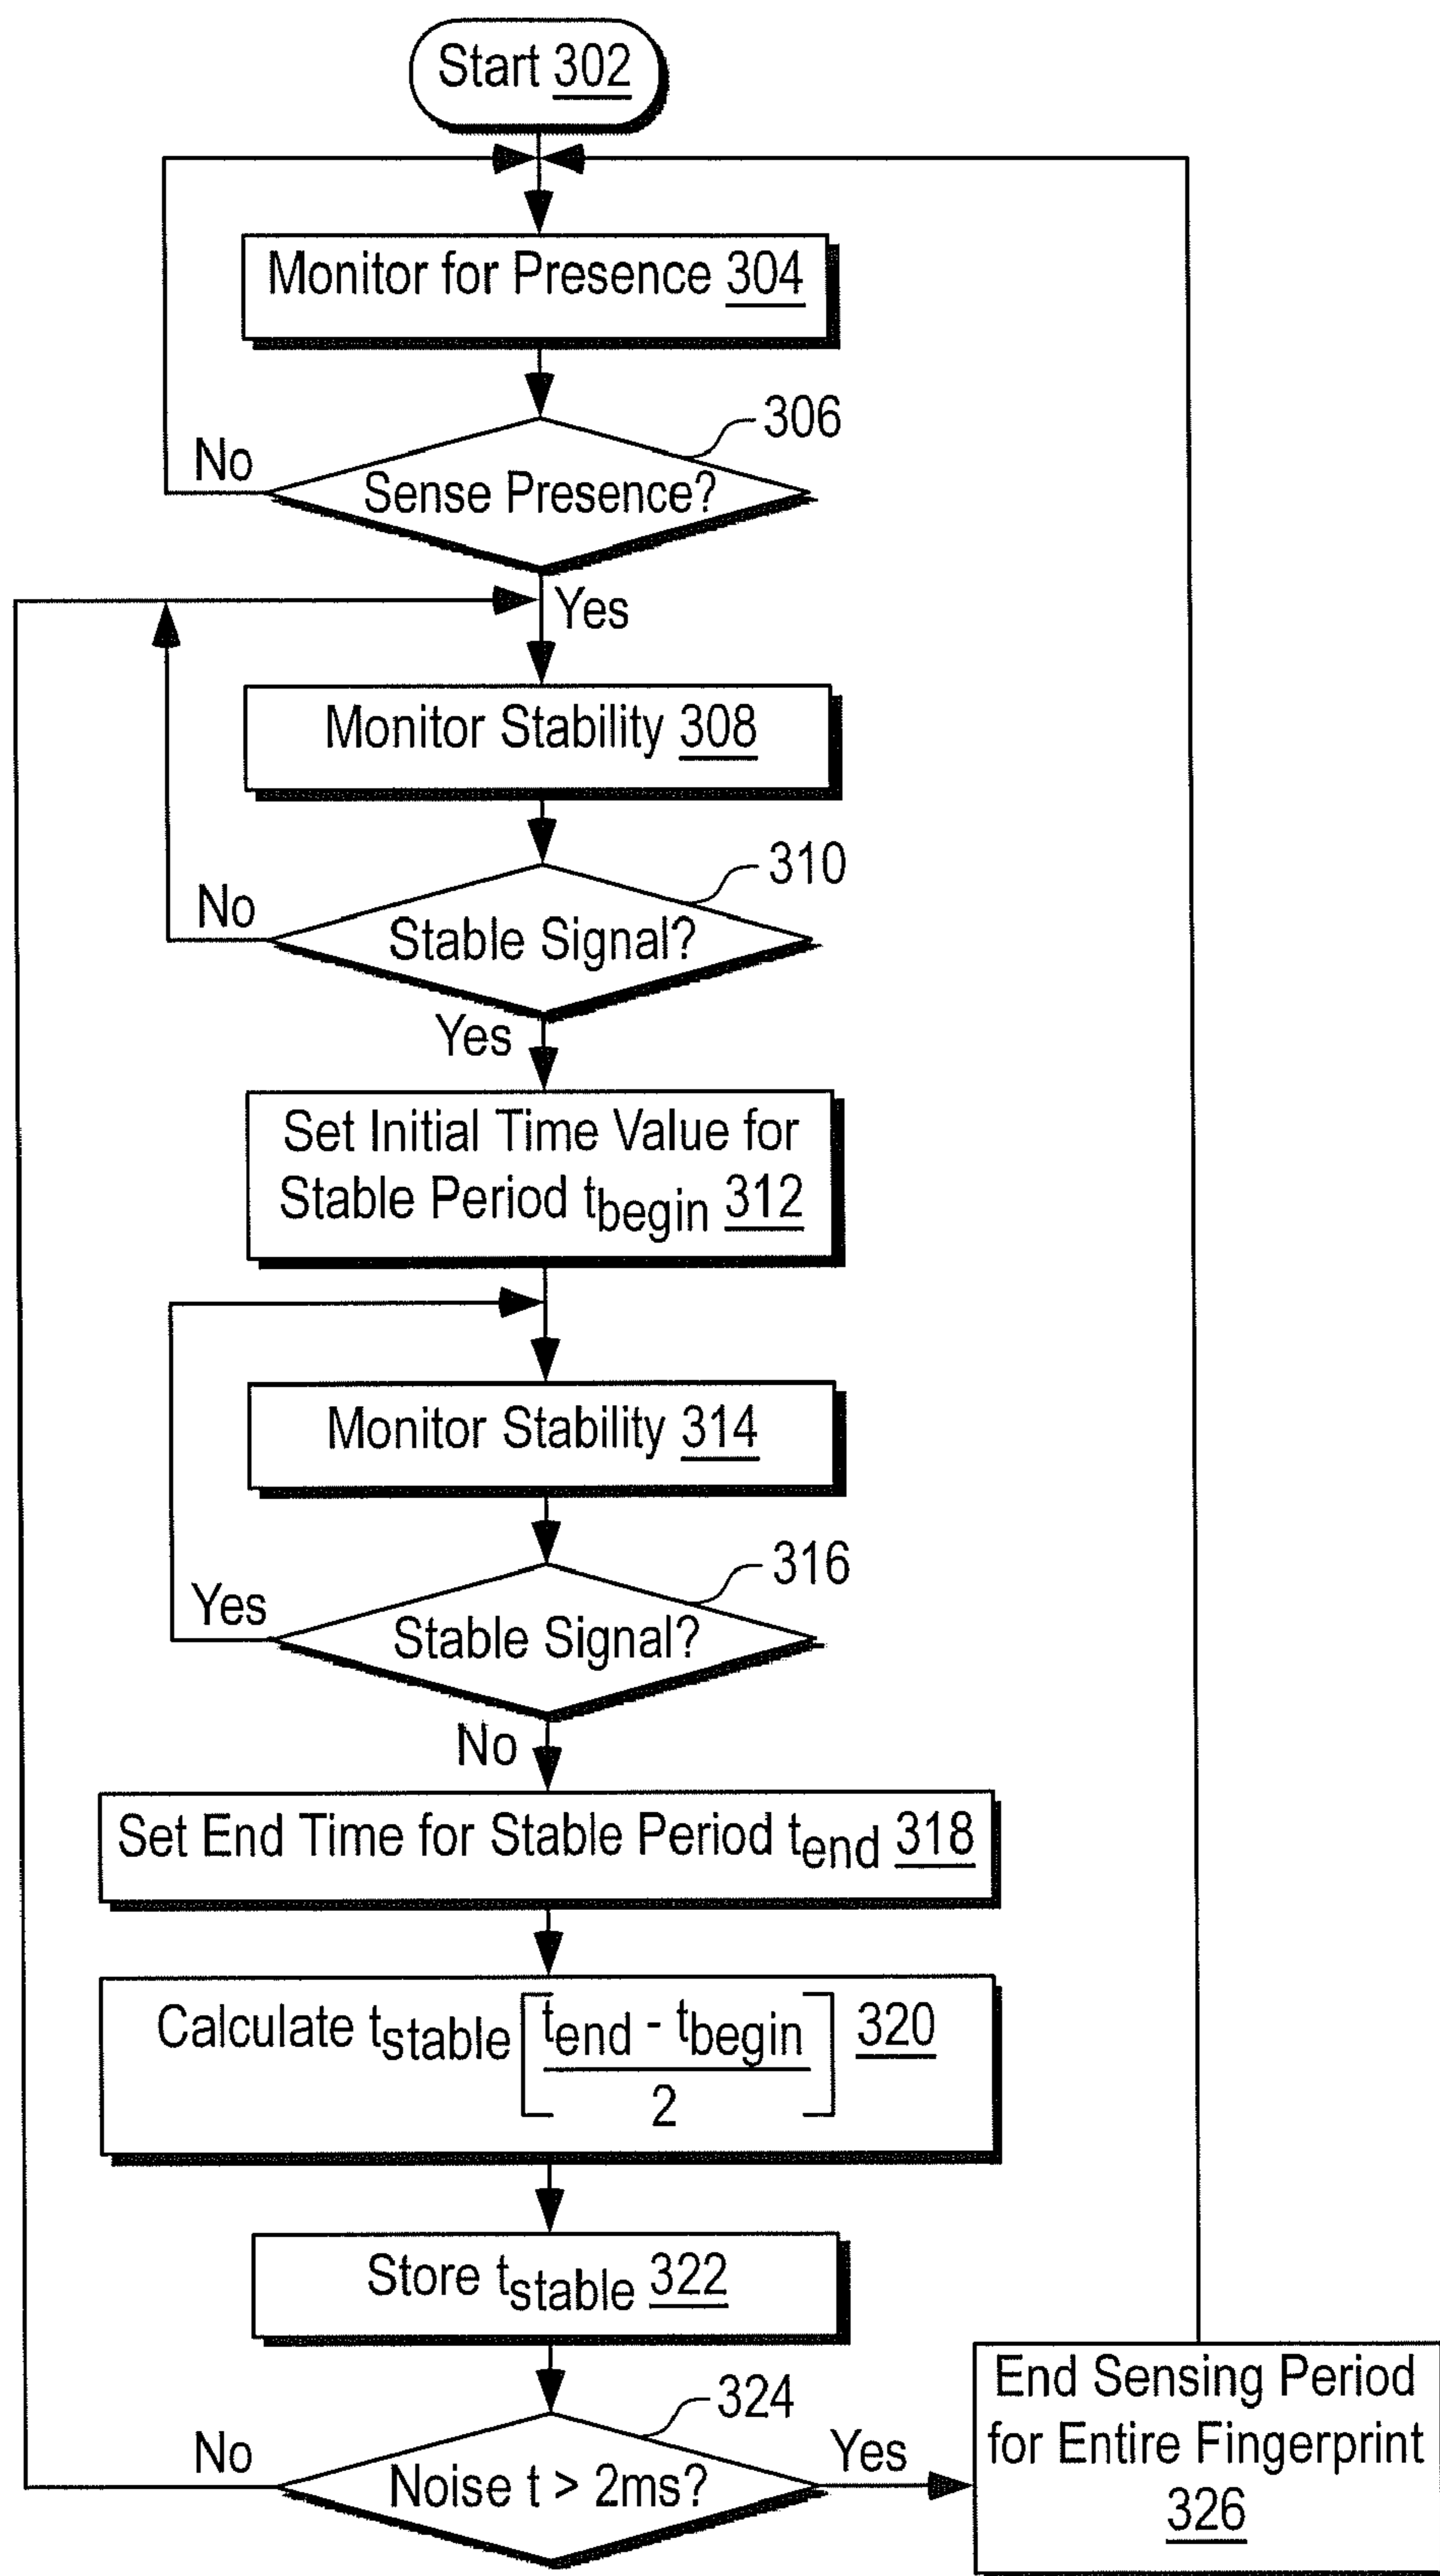 Start 302
Monitor for Presence 304
306
No
Sense Presence?
Yes
Monitor Stability 308
310
No
Stable Signal?
Yes
Set Initial Time Value for
Stable Period tbegin 312
Monitor Stability 314
316
Yes
Stable Signal?
No
Set End Time for Stable Period tend 318
Calculate tstable [tend - tbegin / 2] 320
Store tstable 322
324
No
Noise t > 2ms?
Yes
End Sensing Period
for Entire Fingerprint
326